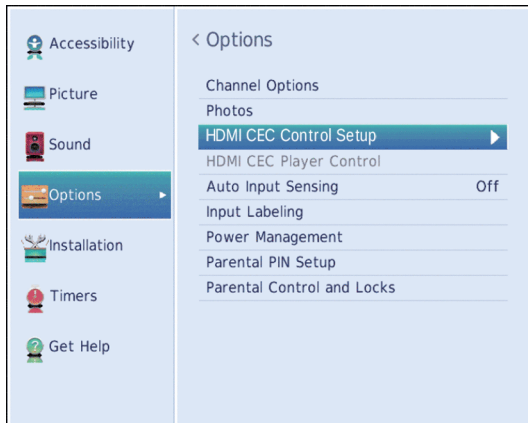 Accessibility
Picture
Sound
Options
Installation
Timers
Get Help
< Options
Channel Options
Photos
HDMI CEC Control Setup
HDMI CEC Player Control
Auto Input Sensing Off
Input Labeling
Power Management
Parental PIN Setup
Parental Control and Locks